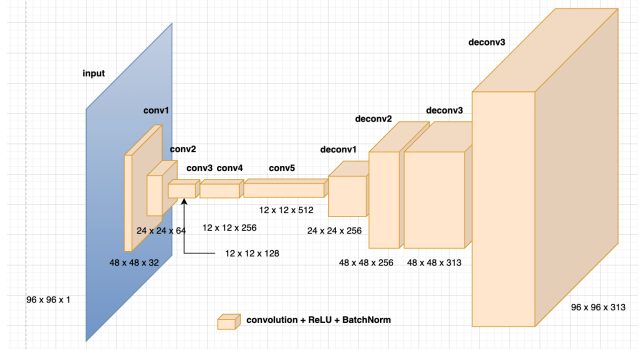 deconv3
input
conv1
deconv2
deconv3
conv2
deconv1
conv3
conv4
conv5
12 x 12 x 512
24 x 24 x 64
12 x 12 x 256
24 x 24 x 256
12 x 12 x 128
48 x 48 x 32
48 x 48 x 256
48 x 48 x 313
96 x 96 x 1
96 x 96 x 313
convolution + ReLU + BatchNorm